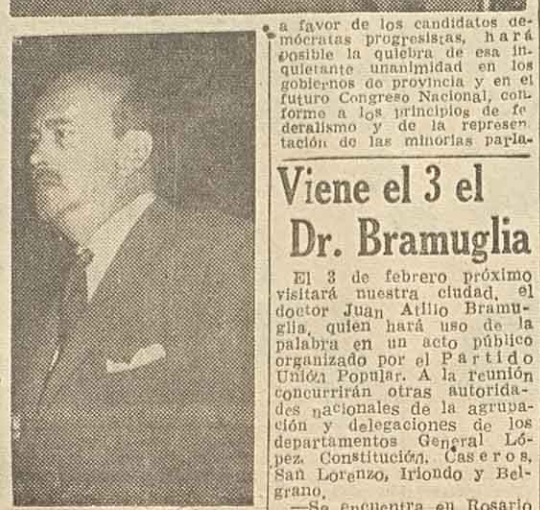 a favor de los candidatos de-
mócratas progresistas, hará
posible la quiebra de esa in-
quietante unanimidad en los
gobiernos de provincia y en el
futuro Congreso Nacional, con-
forme a los principios de fe
deralismo y de la represen
tación de las minorías parla-
Viene el 3 el
Dr. Bramuglia
El 3 de febrero próximo
visitará nuestra ciudad, el
doctor Juan Atilio Bramu-
glia, quien hará uso de la
palabra en un acto público
organizado por el Partido
Unión Popular. A la reunión
concurrirán otras autorida-
des nacionales de la agrupa-
ción y delegaciones de los
departamentos General Ló-
pez, Constitución, Caseros,
San Lorenzo, Iriondo y Bel-
grano.
—Se encuentra en Rosario